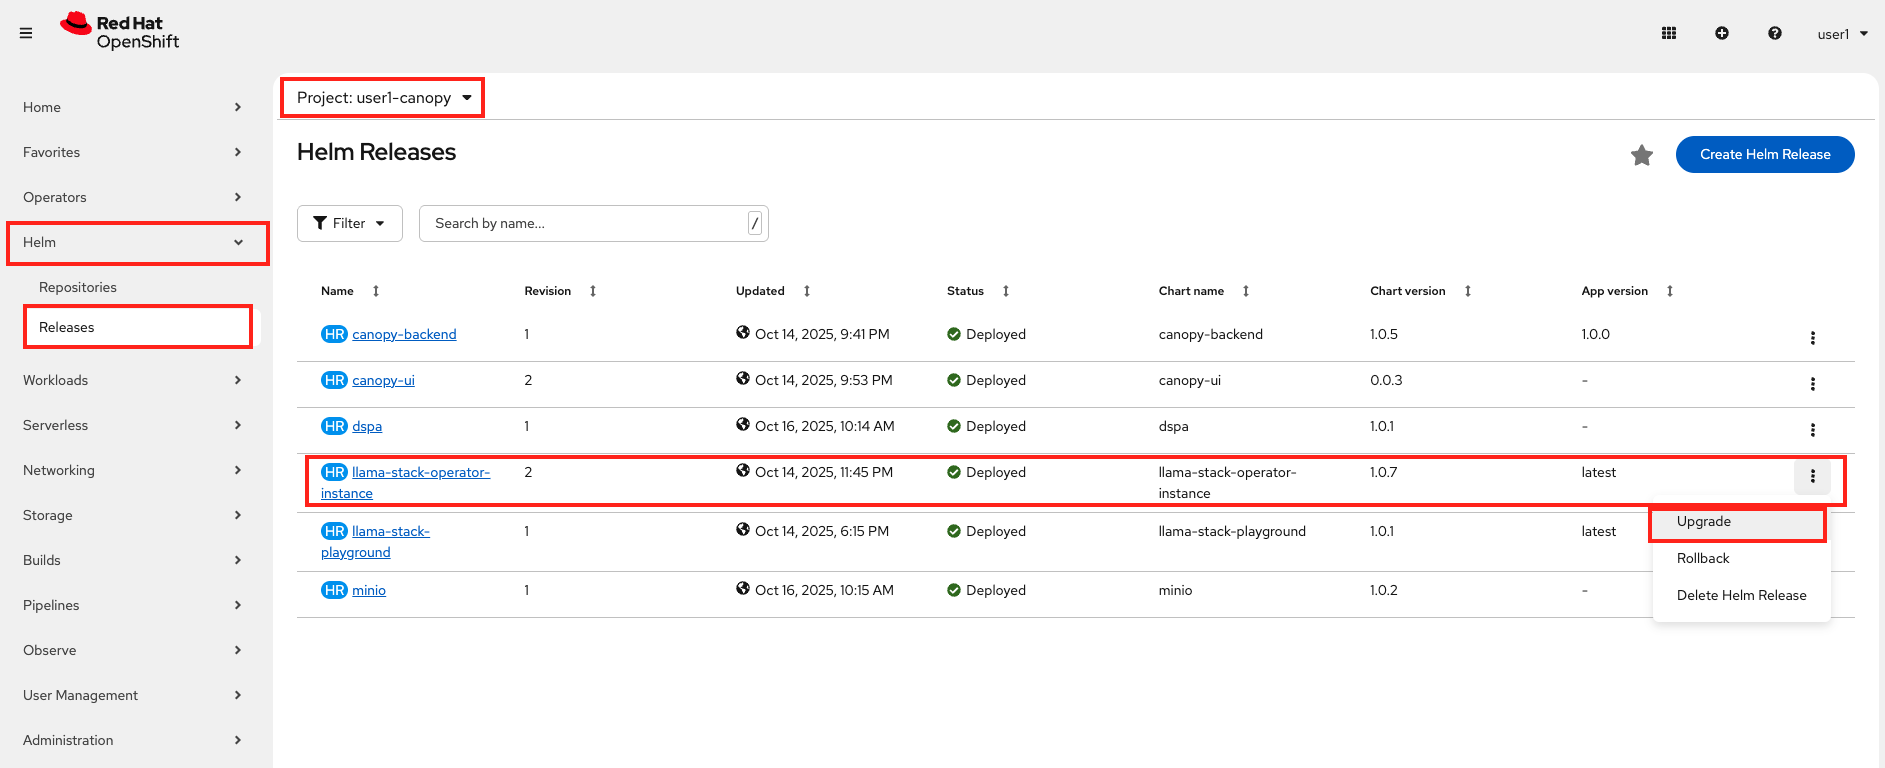 Red Hat
OpenShift
user1
Home
Favorites
Operators
Helm
Repositories
Releases
Workloads
Serverless
Networking
Storage
Builds
Pipelines
Observe
User Management
Administration
Project: user1-canopy
Helm Releases
Create Helm Release
Filter
Search by name...
/
Name Revision Updated Status Chart name Chart version App version
HR canopy-backend 1 Oct 14, 2025, 9:41 PM Deployed canopy-backend 1.0.5 1.0.0
HR canopy-ui 2 Oct 14, 2025, 9:53 PM Deployed canopy-ui 0.0.3 -
HR dspa 1 Oct 16, 2025, 10:14 AM Deployed dspa 1.0.1 -
HR llama-stack-operator- 2 Oct 14, 2025, 11:45 PM Deployed llama-stack-operator- 1.0.7 latest
instance instance
HR llama-stack- 1 Oct 14, 2025, 6:15 PM Deployed llama-stack-playground 1.0.1 latest
playground
HR minio 1 Oct 16, 2025, 10:15 AM Deployed minio 1.0.2 -
Upgrade
Rollback
Delete Helm Release